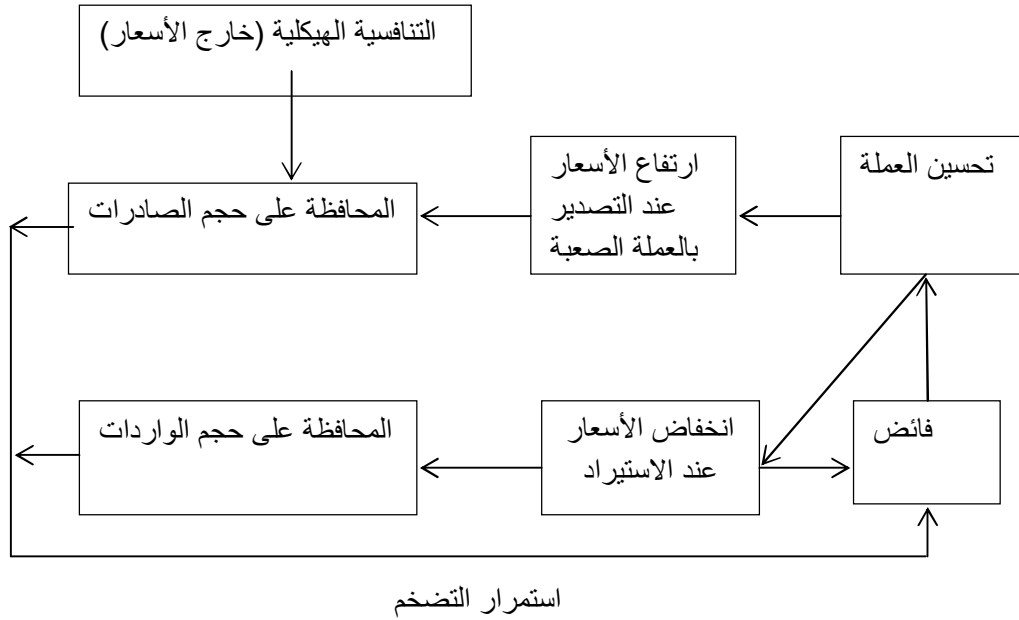 التنافسية الهيكلية (خارج الأسعار)
تحسين العملة
ارتفاع الأسعار
عند التصدير
بالعملة الصعبة
المحافظة على حجم الصادرات
فائض
انخفاض الأسعار
عند الاستيراد
المحافظة على حجم الواردات
استمرار التضخم